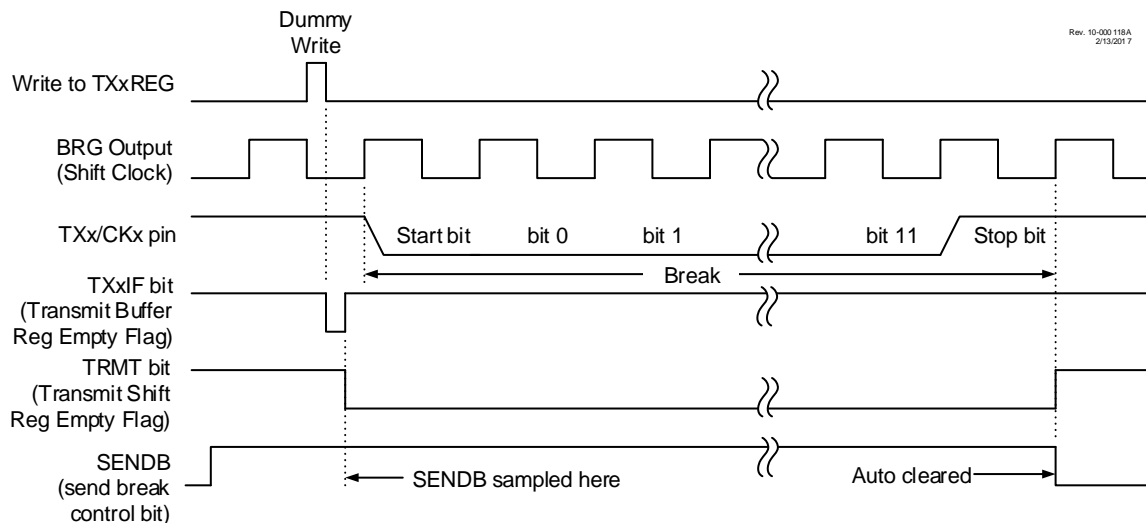 Dummy
Write
Rev. 10-000 118A
2/13/201 7
Write to TXxREG
BRG Output
(Shift Clock)
TXx/CKx pin
Start bit
bit 0
bit 1
bit 11
Stop bit
Break
TXxIF bit
(Transmit Buffer
Reg Empty Flag)
TRMT bit
(Transmit Shift
Reg Empty Flag)
SENDB
(send break
control bit)
SENDB sampled here
Auto cleared